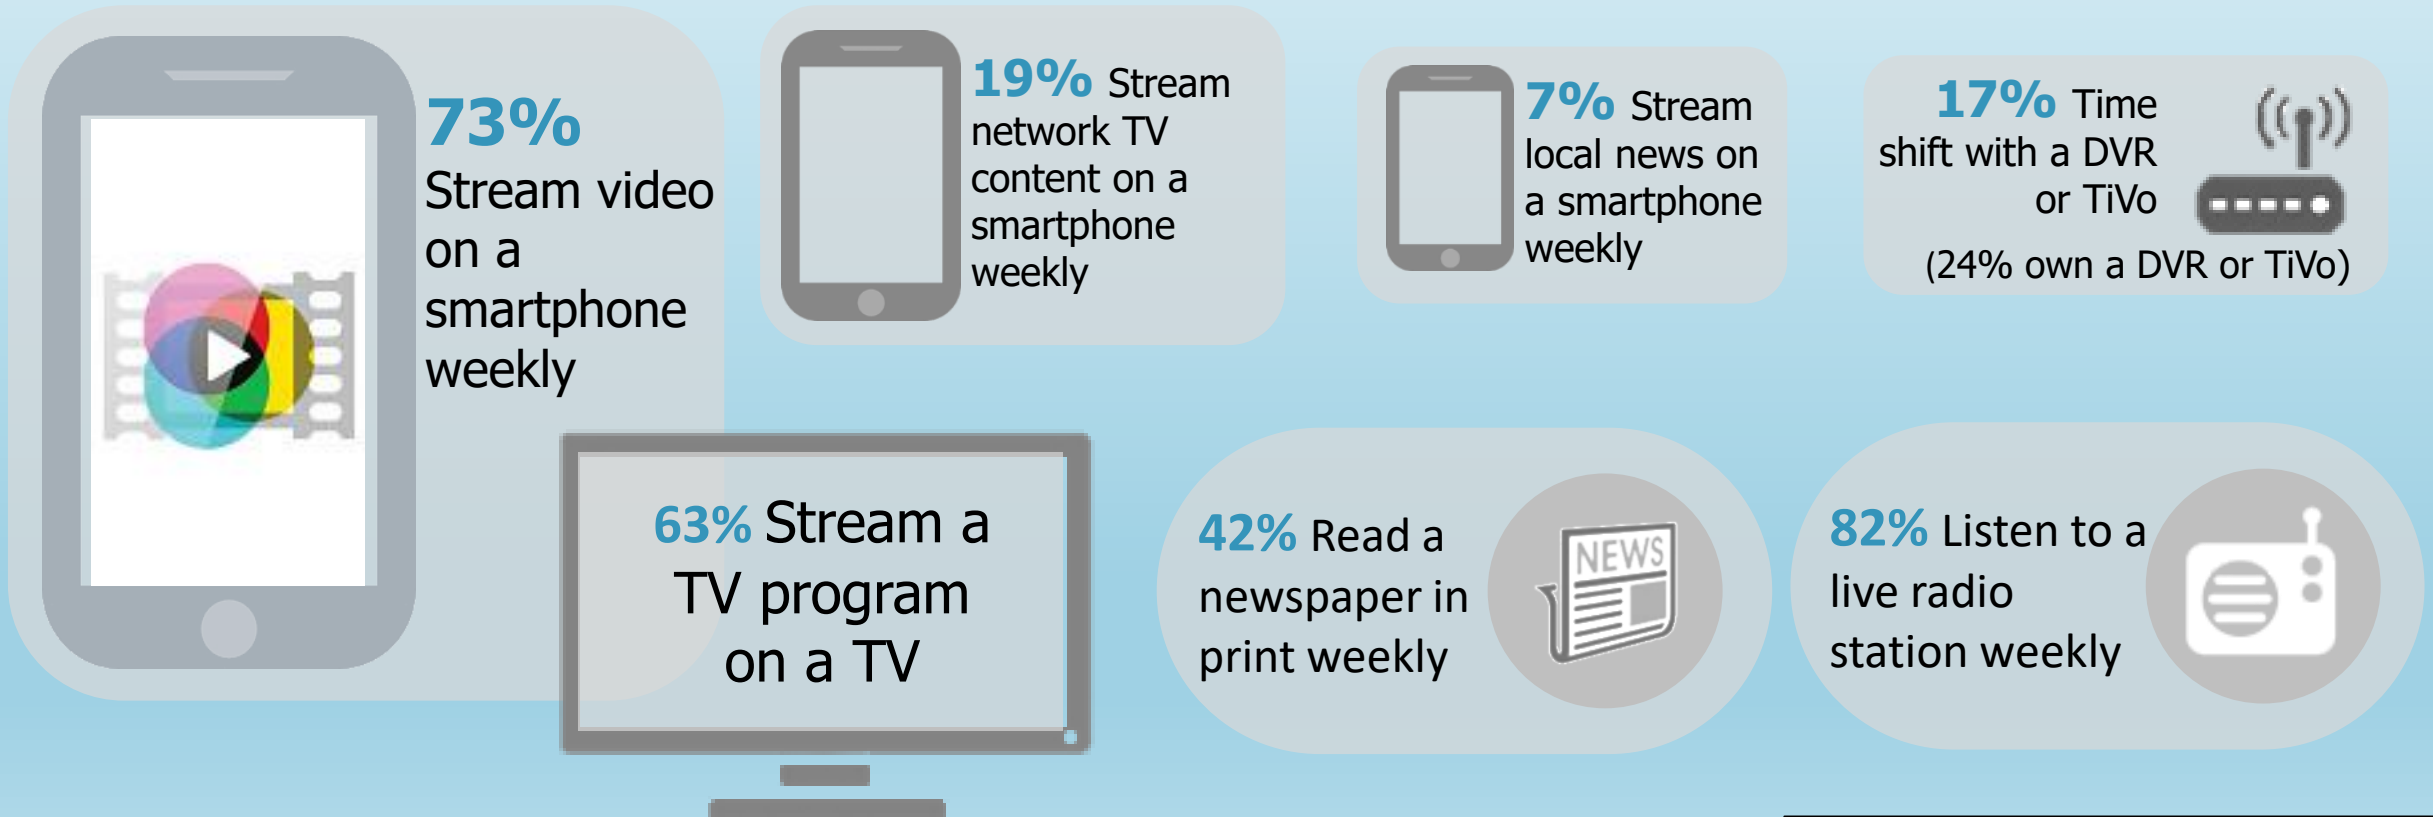 73%
Stream video
on a
smartphone
weekly
19% Stream
network TV
content on a
smartphone
weekly
7% Stream
local news on
a smartphone
weekly
17% Time
shift with a DVR
or TiVo
(24% own a DVR or TiVo)
63% Stream a
TV program
on a TV
42% Read a
newspaper in
print weekly
NEWS
82% Listen to a
live radio
station weekly